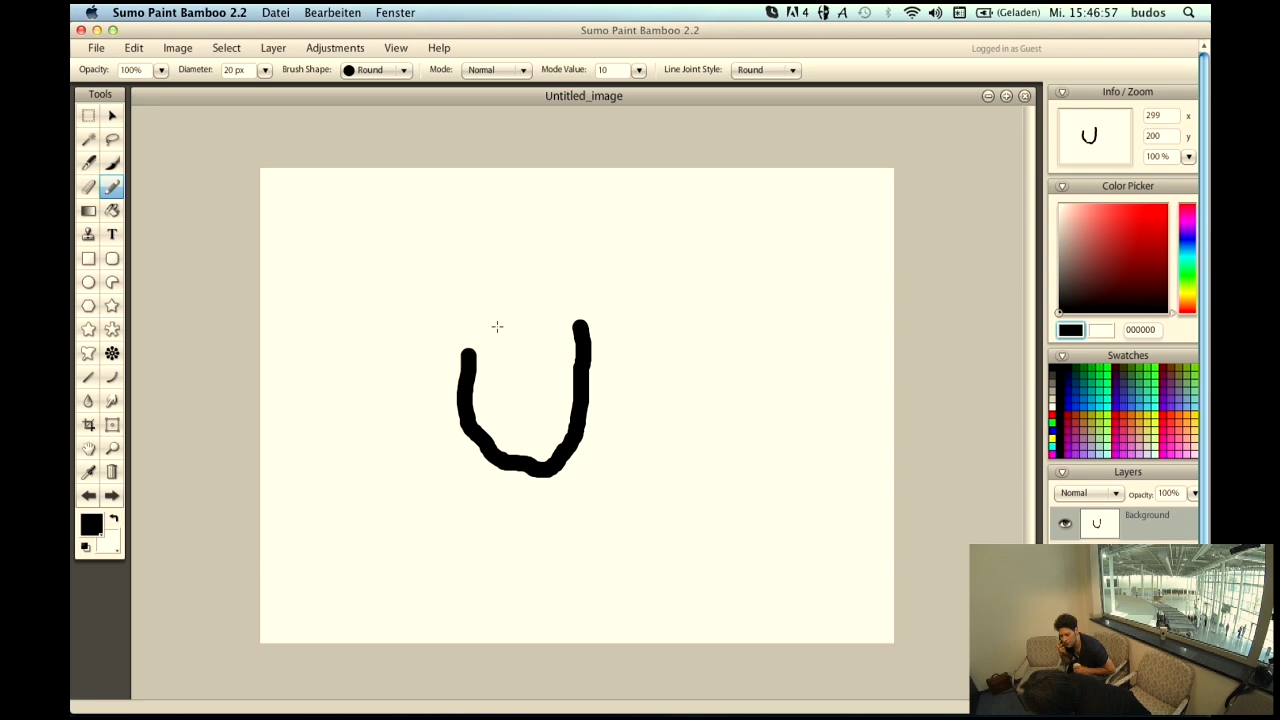 Sumo Paint Bamboo 2.2 Datei Bearbeiten Fenster 4 (Geladen) Mi. 15:46:57 budos
Sumo Paint Bamboo 2.2
File Edit Image Select Layer Adjustments View Help Logged in as Guest
Opacity: 100% Diameter: 20 px Brush Shape: Round Mode: Normal Mode Value: 10 Line Joint Style: Round
Tools
Untitled_image
Info / Zoom
299 x
200 y
100 %
Color Picker
000000
Swatches
Layers
Normal Opacity: 100%
Background
T
U